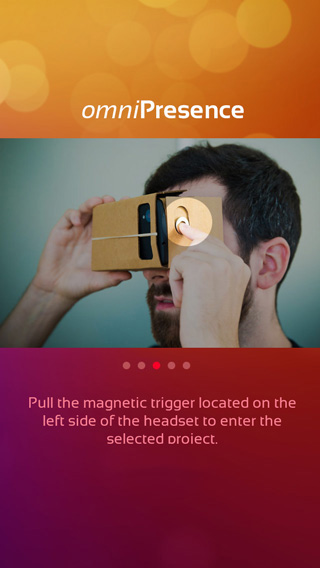 omniPresence
Pull the magnetic trigger located on the
left side of the headset to enter the
selected project.